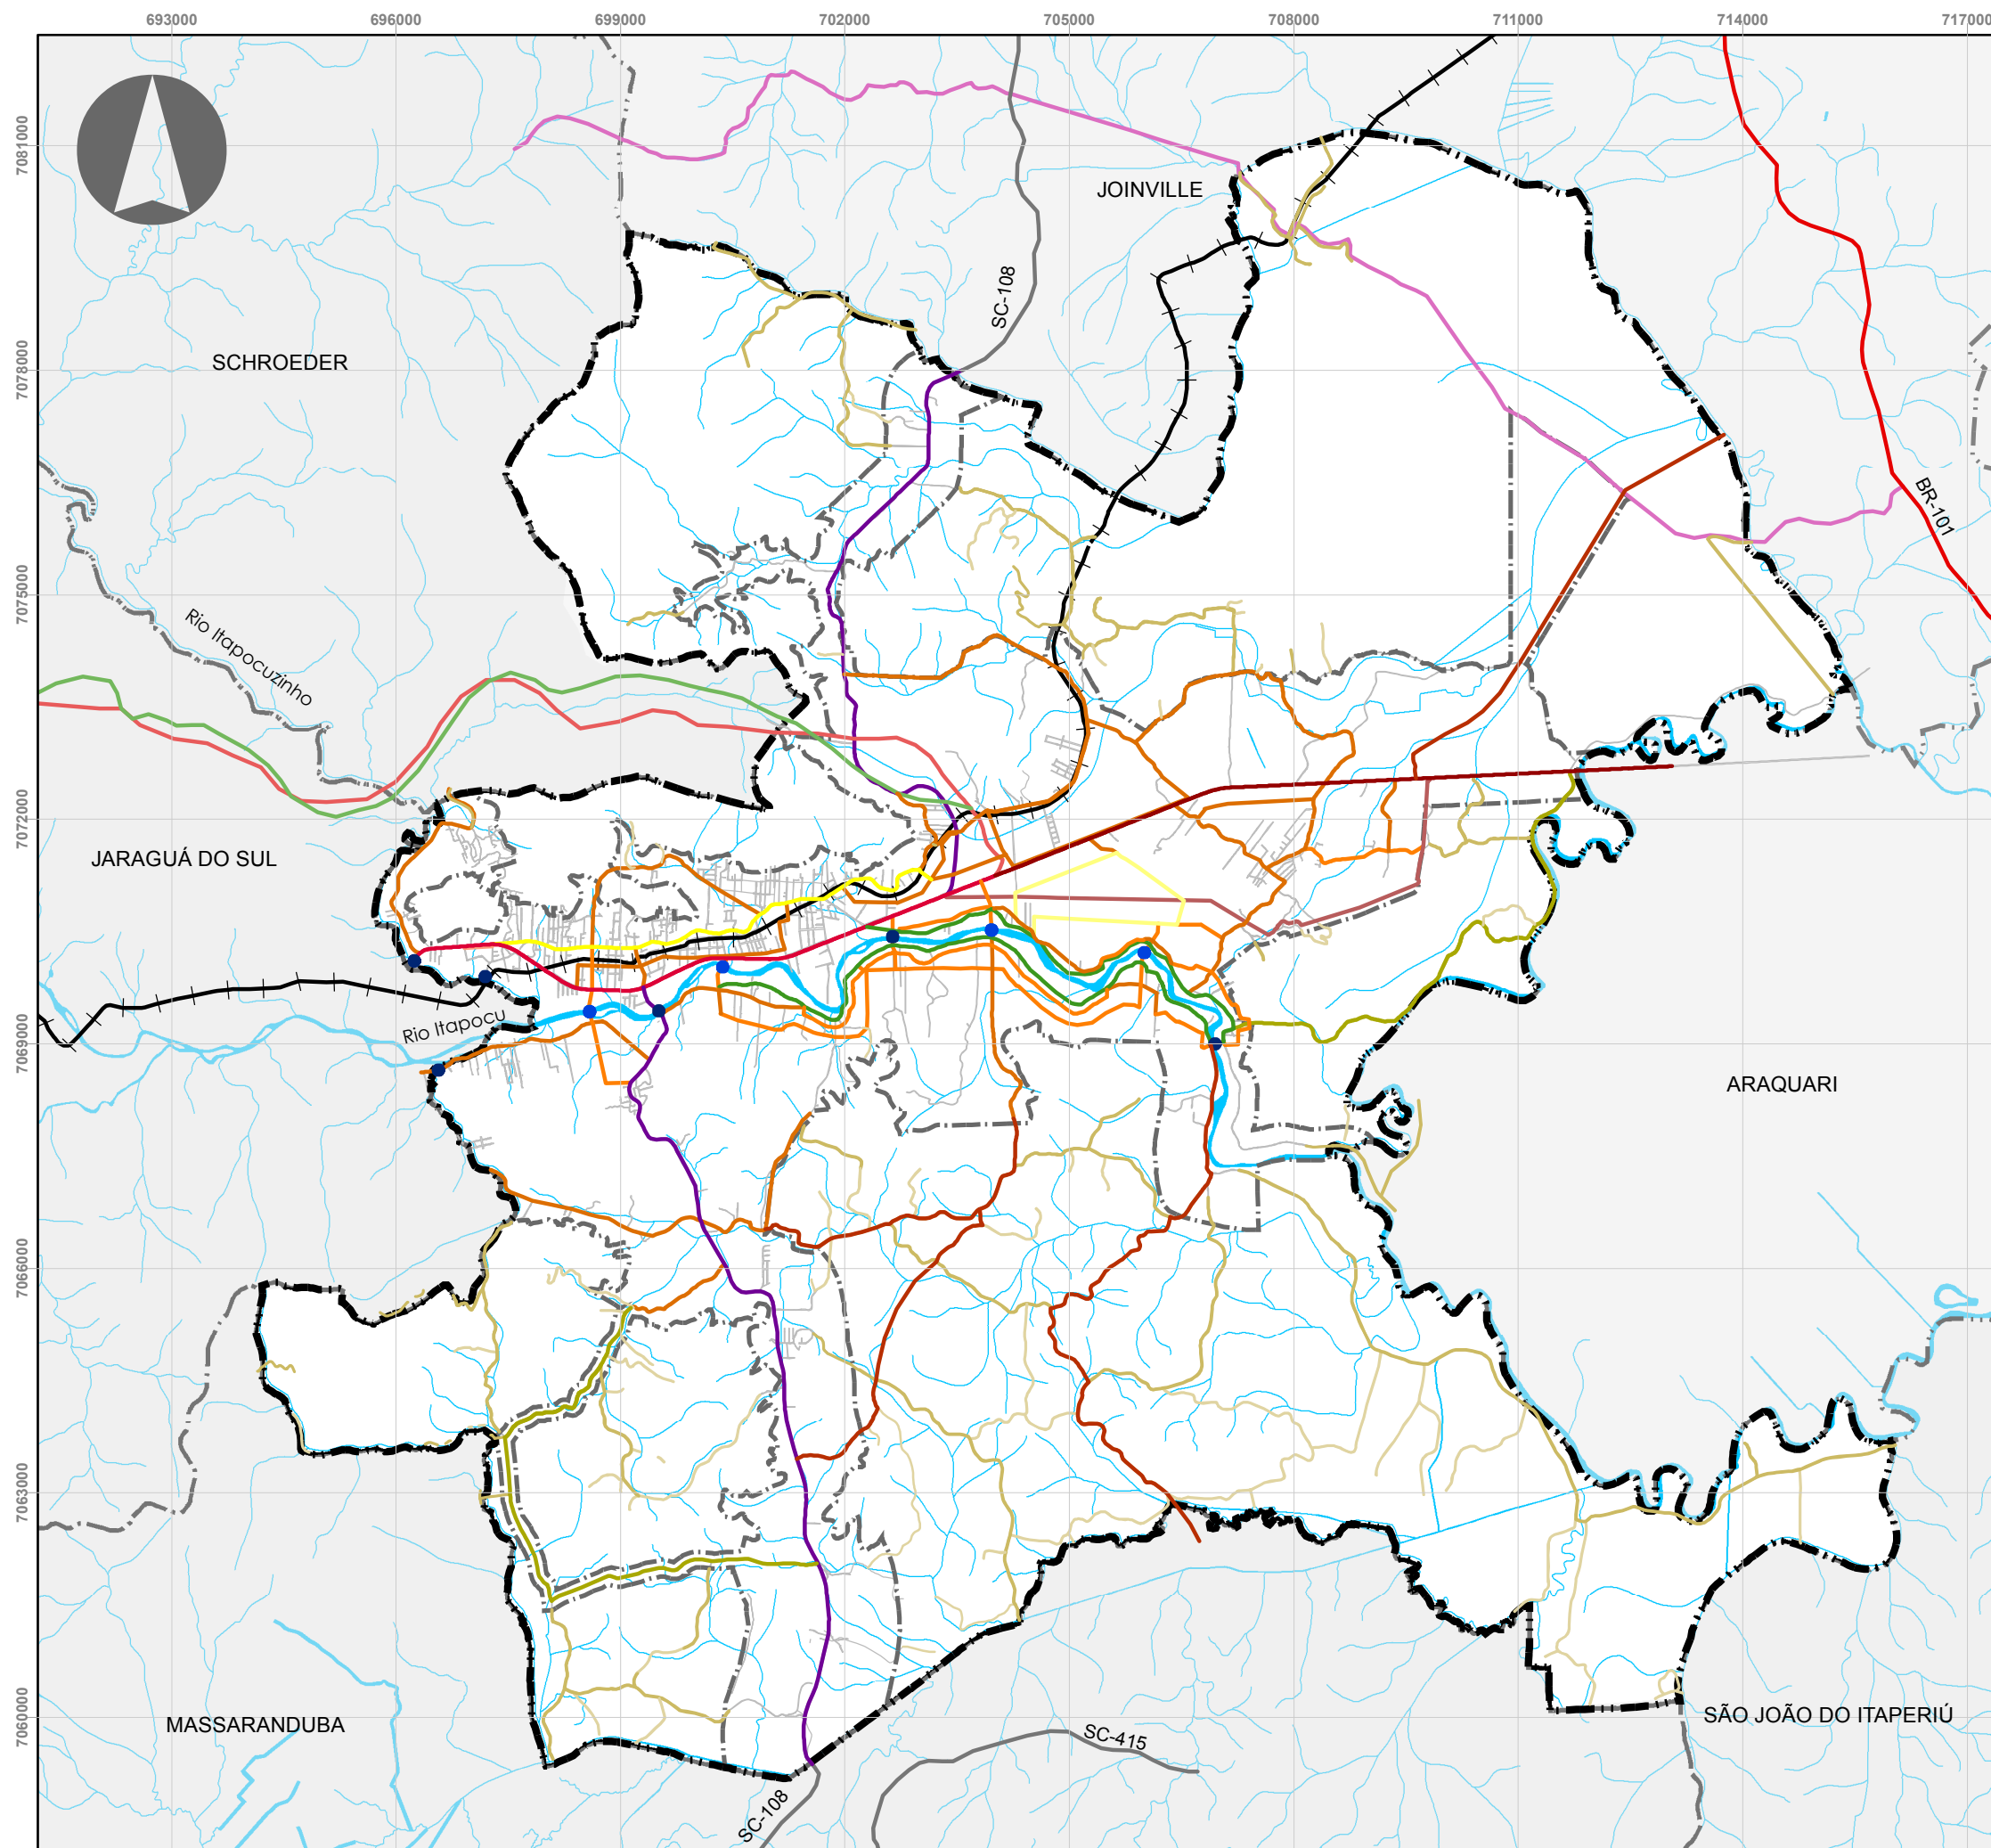 693000 696000 699000 702000 705000 708000 711000 714000 717000
7081000
JOINVILLE
SC-108
SCHROEDER
7078000
BR-101
7075000
Rio Itapocuzinho
7072000
JARAGUÁ DO SUL
Rio Itapocu
7069000
ARAQUARI
7066000
7063000
7060000
MASSARANDUBA
SÃO JOÃO DO ITAPERIÚ
SC-415
SC-108